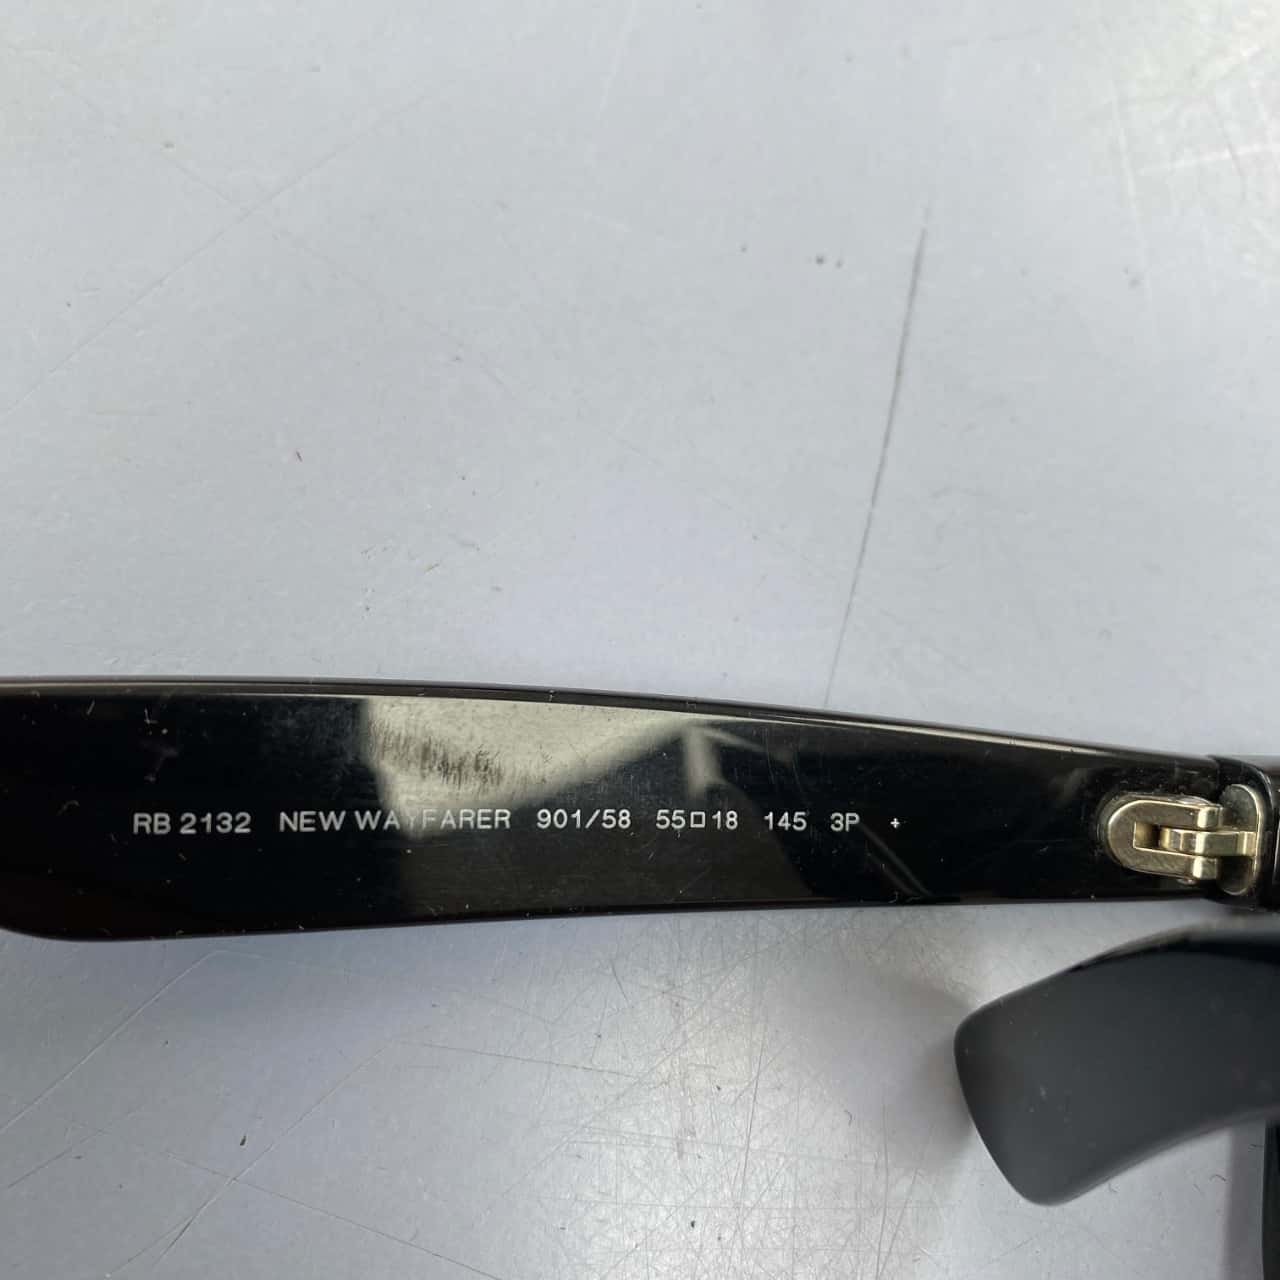 RB 2132 NEW WAYFARER 901/58 55□18 145 3P +